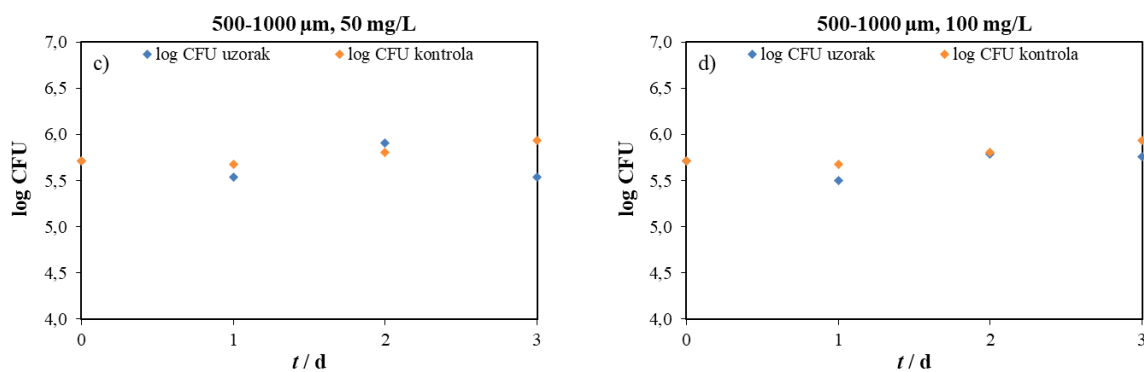 500-1000 µm, 50 mg/L
c)
log CFU uzorak
log CFU kontrola
7,0
6,5
6,0
5,5
5,0
4,5
4,0
log CFU
0 1 2 3
t / d
500-1000 µm, 100 mg/L
d)
log CFU uzorak
log CFU kontrola
7,0
6,5
6,0
5,5
5,0
4,5
4,0
log CFU
0 1 2 3
t / d